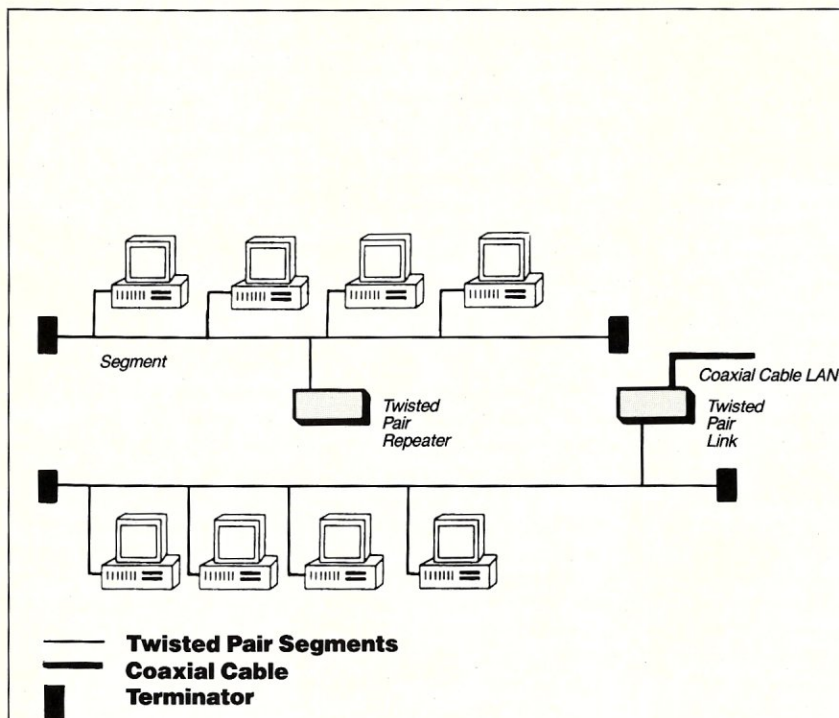 Segment
Coaxial Cable LAN
Twisted
Pair
Repeater
Twisted
Pair
Link
Twisted Pair Segments
Coaxial Cable
Terminator